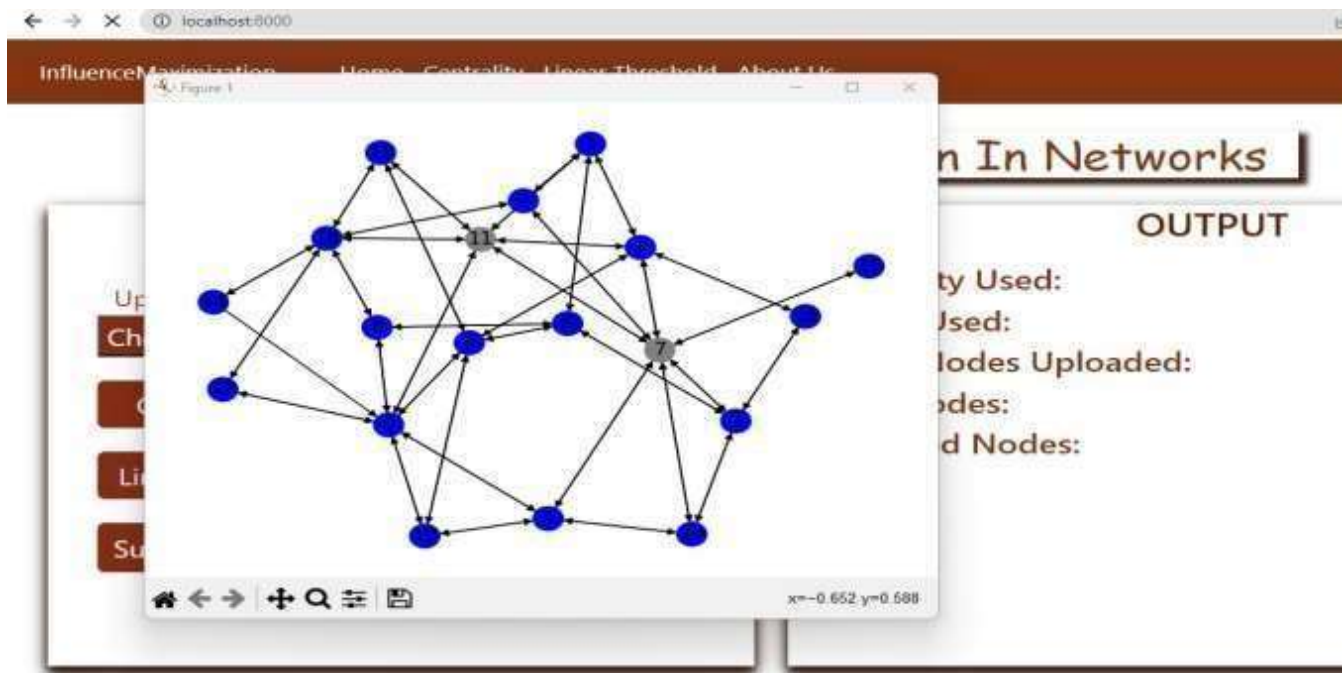 localhost:8000
InfluenceMaximization Home Centrality Linear Threshold About Us
Figure 1
n In Networks
OUTPUT
Up
ty Used:
Ch
Used:
Nodes Uploaded:
odes:
d Nodes:
Li
Su
11
7
x=−0.652 y=0.588